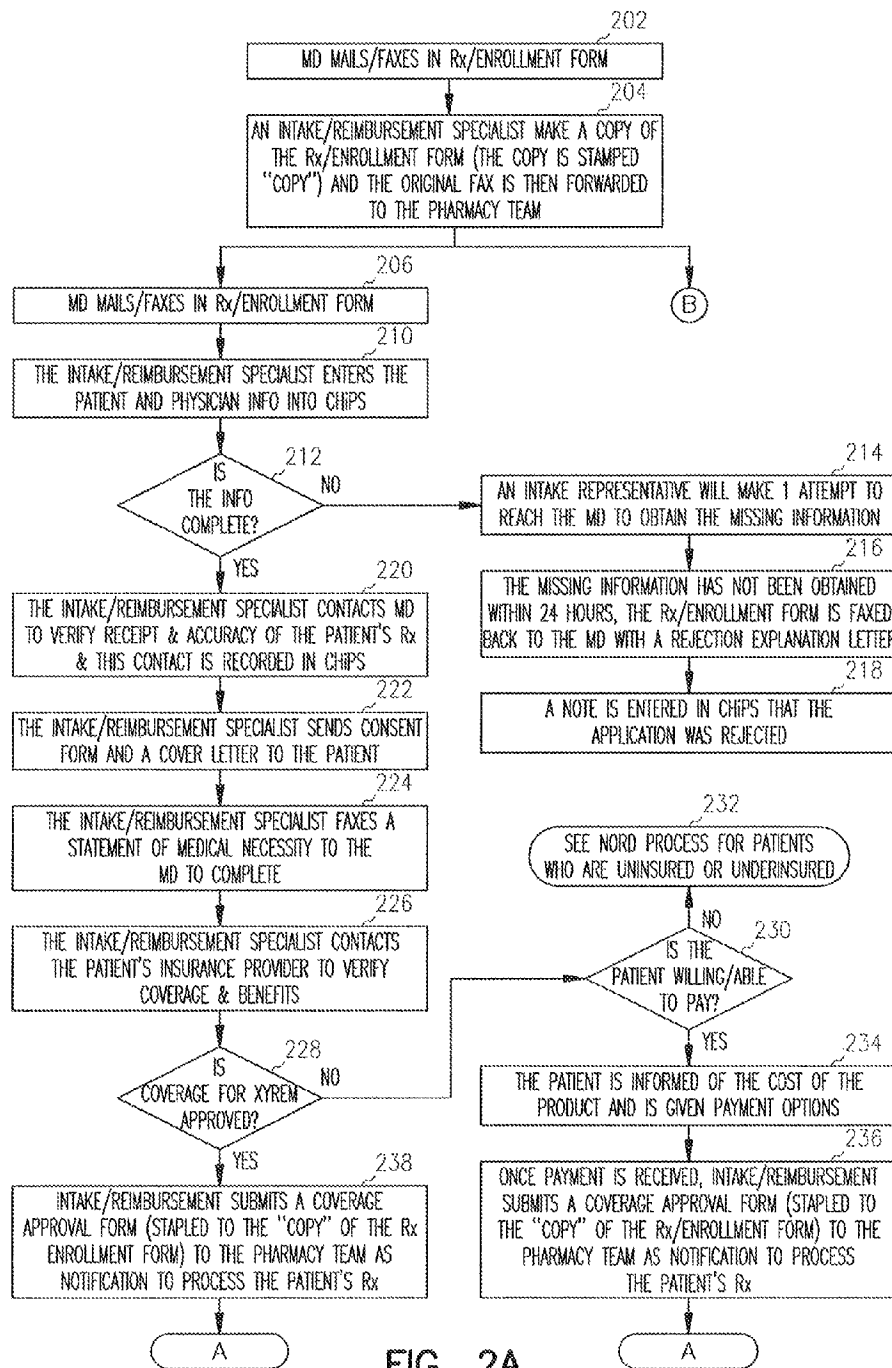 202
MD MAILS/FAXES IN Rx/ENROLLMENT FORM
204
AN INTAKE/REIMBURSEMENT SPECIALIST MAKE A COPY OF
THE Rx/ENROLLMENT FORM (THE COPY IS STAMPED
"COPY") AND THE ORIGINAL FAX IS THEN FORWARDED
TO THE PHARMACY TEAM
206
MD MAILS/FAXES IN Rx/ENROLLMENT FORM
B
210
THE INTAKE/REIMBURSEMENT SPECIALIST ENTERS THE
PATIENT AND PHYSICIAN INFO INTO CHiPS
212
IS
THE INFO
COMPLETE?
NO
YES
214
AN INTAKE REPRESENTATIVE WILL MAKE 1 ATTEMPT TO
REACH THE MD TO OBTAIN THE MISSING INFORMATION
216
THE MISSING INFORMATION HAS NOT BEEN OBTAINED
WITHIN 24 HOURS, THE Rx/ENROLLMENT FORM IS FAXED
BACK TO THE MD WITH A REJECTION EXPLANATION LETTER
218
A NOTE IS ENTERED IN CHiPS THAT THE
APPLICATION WAS REJECTED
220
THE INTAKE/REIMBURSEMENT SPECIALIST CONTACTS MD
TO VERIFY RECEIPT & ACCURACY OF THE PATIENT'S Rx
& THIS CONTACT IS RECORDED IN CHiPS
222
THE INTAKE/REIMBURSEMENT SPECIALIST SENDS CONSENT
FORM AND A COVER LETTER TO THE PATIENT
224
THE INTAKE/REIMBURSEMENT SPECIALIST FAXES A
STATEMENT OF MEDICAL NECESSITY TO THE
MD TO COMPLETE
226
THE INTAKE/REIMBURSEMENT SPECIALIST CONTACTS
THE PATIENT'S INSURANCE PROVIDER TO VERIFY
COVERAGE & BENEFITS
228
IS
COVERAGE FOR XYREM
APPROVED?
NO
YES
232
SEE NORD PROCESS FOR PATIENTS
WHO ARE UNINSURED OR UNDERINSURED
NO
230
IS THE
PATIENT WILLING/ABLE
TO PAY?
YES
234
THE PATIENT IS INFORMED OF THE COST OF THE
PRODUCT AND IS GIVEN PAYMENT OPTIONS
236
ONCE PAYMENT IS RECEIVED, INTAKE/REIMBURSEMENT
SUBMITS A COVERAGE APPROVAL FORM (STAPLED TO
THE "COPY" OF THE Rx/ENROLLMENT FORM) TO THE
PHARMACY TEAM AS NOTIFICATION TO PROCESS
THE PATIENT'S Rx
A
238
INTAKE/REIMBURSEMENT SUBMITS A COVERAGE
APPROVAL FORM (STAPLED TO THE "COPY" OF THE Rx
ENROLLMENT FORM) TO THE PHARMACY TEAM AS
NOTIFICATION TO PROCESS THE PATIENT'S Rx
A
FIG. 2A